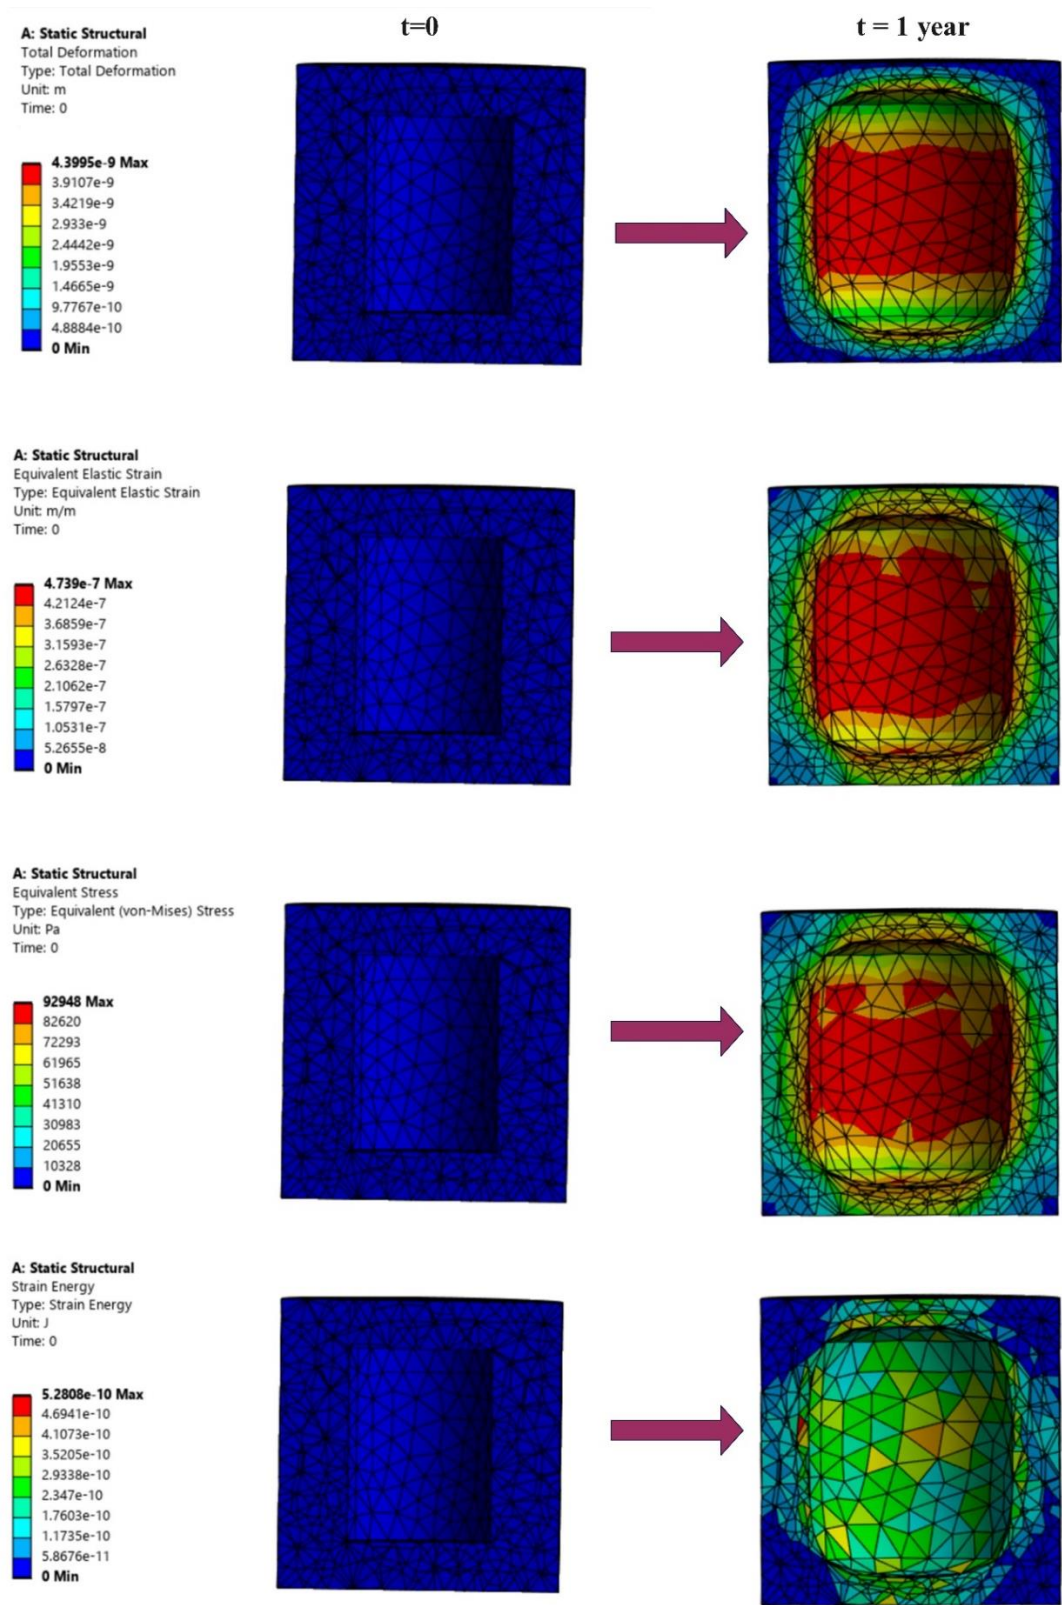 t=0
t = 1 year
A: Static Structural
Total Deformation
Type: Total Deformation
Unit: m
Time: 0
4.3995e-9 Max
3.9107e-9
3.4219e-9
2.933e-9
2.4442e-9
1.9553e-9
1.4665e-9
9.7767e-10
4.8884e-10
0 Min
A: Static Structural
Equivalent Elastic Strain
Type: Equivalent Elastic Strain
Unit: m/m
Time: 0
4.739e-7 Max
4.2124e-7
3.6859e-7
3.1593e-7
2.6328e-7
2.1062e-7
1.5797e-7
1.0531e-7
5.2655e-8
0 Min
A: Static Structural
Equivalent Stress
Type: Equivalent (von-Mises) Stress
Unit: Pa
Time: 0
92948 Max
82620
72293
61965
51638
41310
30983
20655
10328
0 Min
A: Static Structural
Strain Energy
Type: Strain Energy
Unit: J
Time: 0
5.2808e-10 Max
4.6941e-10
4.1073e-10
3.5205e-10
2.9338e-10
2.347e-10
1.7603e-10
1.1735e-10
5.8676e-11
0 Min